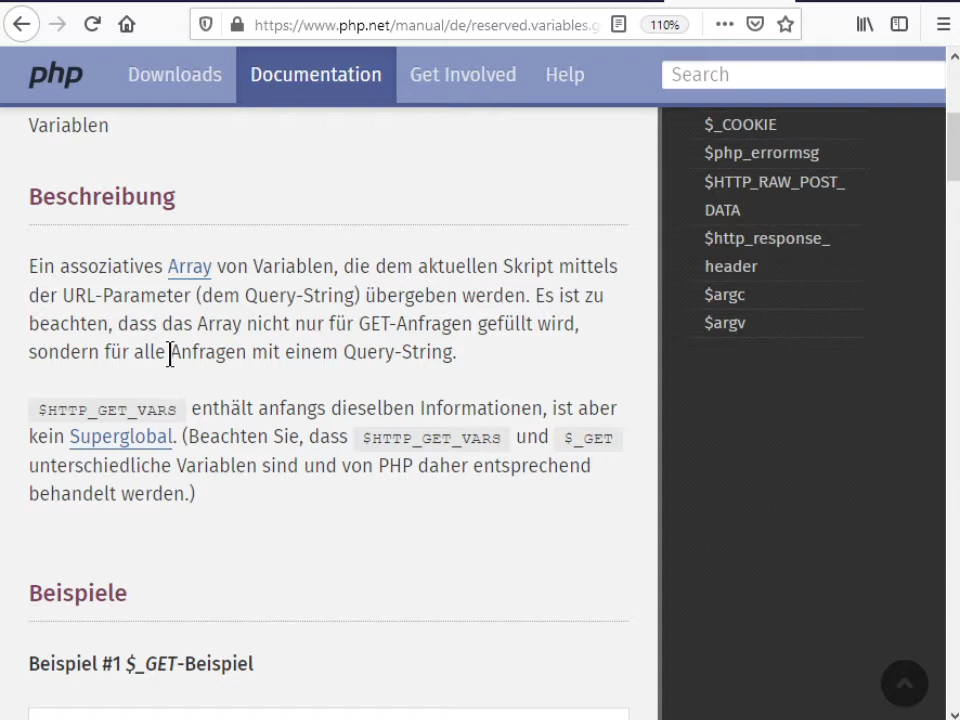 https://www.php.net/manual/de/reserved.variables.g
110%
php
Downloads
Documentation
Get Involved
Help
Search
Variablen
Beschreibung
Ein assoziatives Array von Variablen, die dem aktuellen Skript mittels
der URL-Parameter (dem Query-String) übergeben werden. Es ist zu
beachten, dass das Array nicht nur für GET-Anfragen gefüllt wird,
sondern für alle Anfragen mit einem Query-String.
$HTTP_GET_VARS enthält anfangs dieselben Informationen, ist aber
kein Superglobal. (Beachten Sie, dass $HTTP_GET_VARS und $_GET
unterschiedliche Variablen sind und von PHP daher entsprechend
behandelt werden.)
Beispiele
Beispiel #1 $_GET-Beispiel
$_COOKIE
$php_errormsg
$HTTP_RAW_POST_
DATA
$http_response_
header
$argc
$argv